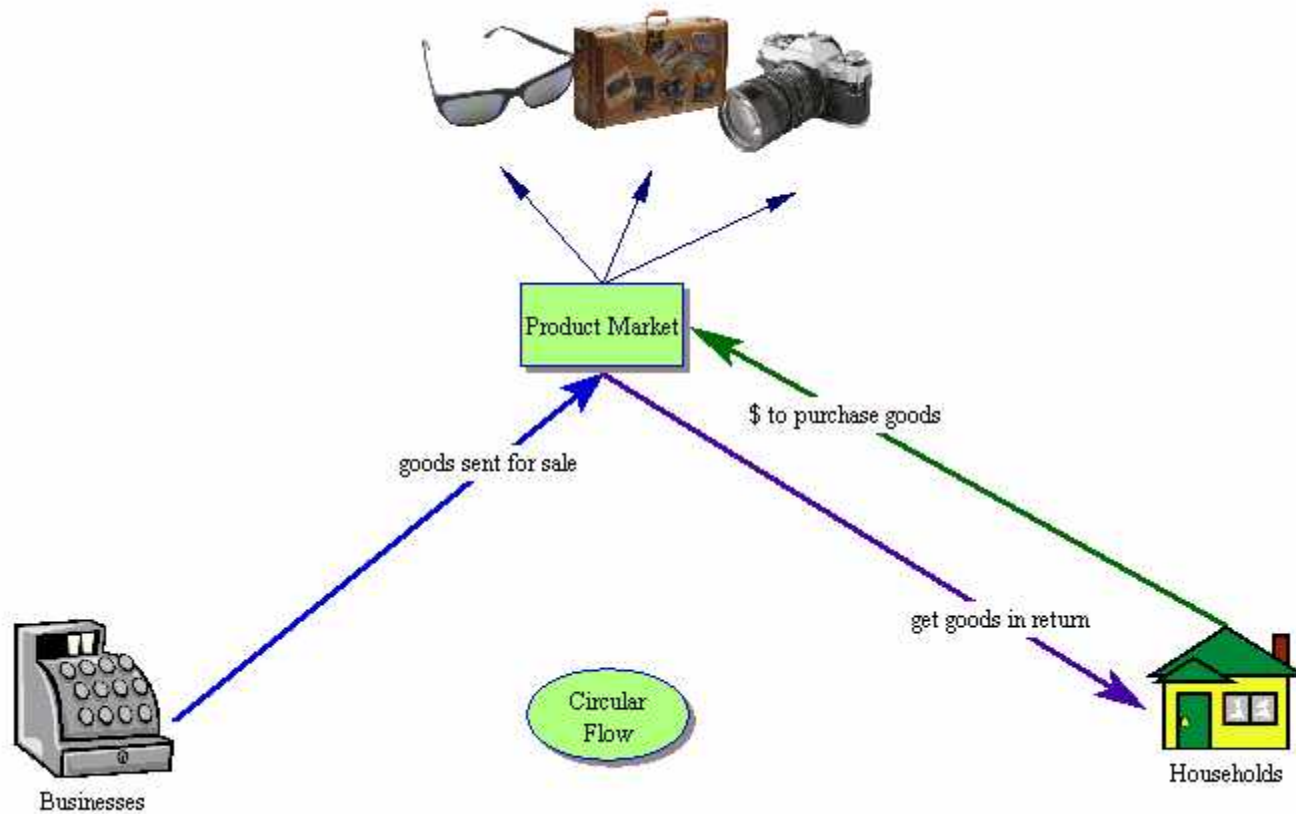 Product Market
$ to purchase goods
goods sent for sale
get goods in return
Circular
Flow
Households
Businesses